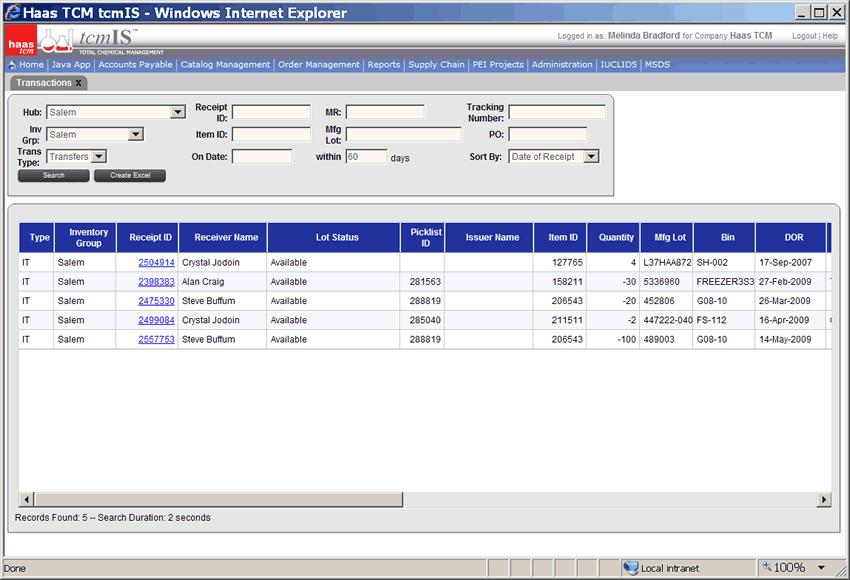 Haas TCM tcmIS - Windows Internet Explorer
haas tcm tcmIS™ TOTAL CHEMICAL MANAGEMENT
Logged in as: Melinda Bradford for Company Haas TCM Logout | Help
Home | Java App | Accounts Payable | Catalog Management | Order Management | Reports | Supply Chain | PEI Projects | Administration | IUCLID5 | MSDS
Transactions X
Hub: Salem Receipt ID: MR: Tracking Number:
Inv Grp: Salem Item ID: Mfg Lot: PO:
Trans Type: Transfers On Date: within 60 days Sort By: Date of Receipt
Search Create Excel
Type Inventory Group Receipt ID Receiver Name Lot Status Picklist ID Issuer Name Item ID Quantity Mfg Lot Bin DOR
IT Salem 2504914 Crystal Jodoin Available 127765 4 L37HAA872 SH-002 17-Sep-2007
IT Salem 2398383 Alan Craig Available 281563 158211 -30 5336960 FREEZER3S3 27-Feb-2009
IT Salem 2475330 Steve Buffum Available 288819 206543 -20 452806 G08-10 26-Mar-2009
IT Salem 2499084 Crystal Jodoin Available 285040 211511 -2 447222-040 FS-112 16-Apr-2009
IT Salem 2557753 Steve Buffum Available 288819 206543 -100 489003 G08-10 14-May-2009
Records Found: 5 -- Search Duration: 2 seconds
Done Local intranet 100%